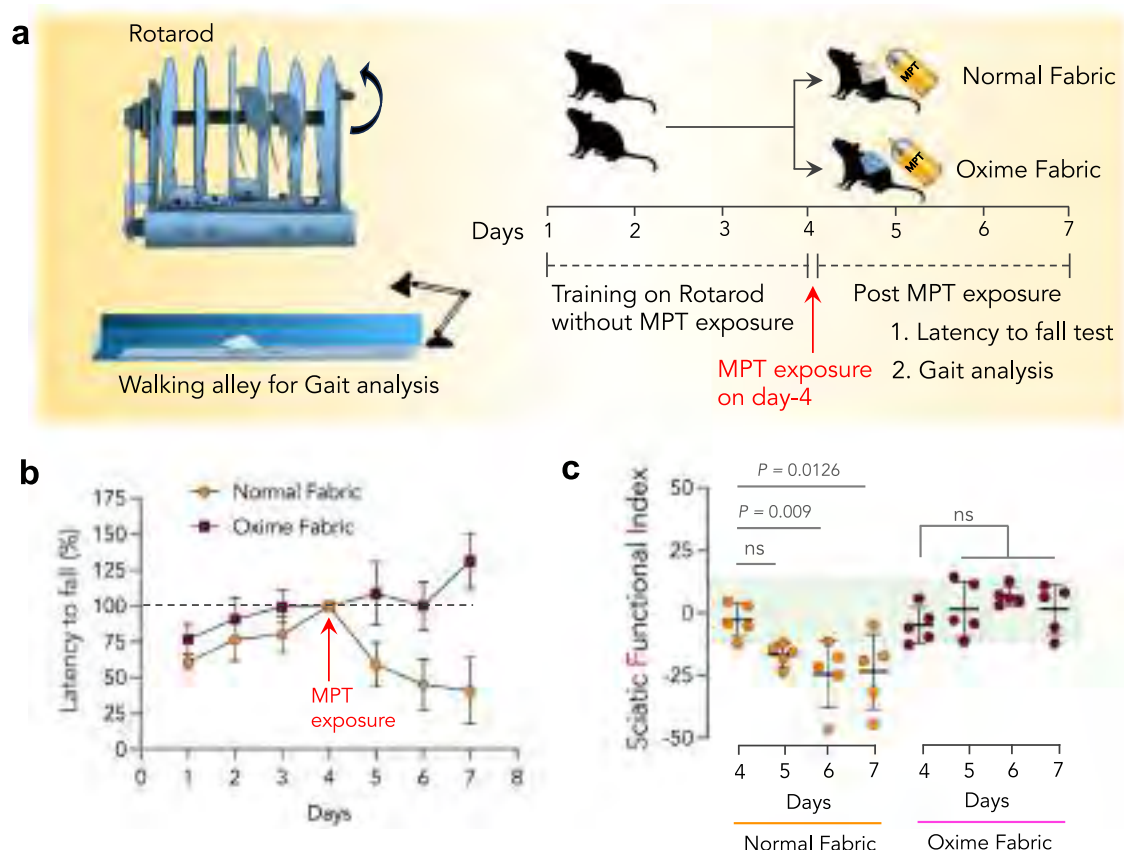 a
Rotarod
Walking alley for Gait analysis
MPT
Normal Fabric
MPT
Oxime Fabric
Days 1 2 3 4 5 6 7
Training on Rotarod
without MPT exposure
MPT exposure
on day-4
Post MPT exposure
1. Latency to fall test
2. Gait analysis
b
Latency to fall (%)
175
150
125
100
75
50
25
0
Normal Fabric
Oxime Fabric
MPT
exposure
0 1 2 3 4 5 6 7 8
Days
c
Sciatic Functional Index
50
25
0
-25
-50
P = 0.0126
P = 0.009
ns
ns
4 5 6 7 4 5 6 7
Days Days
Normal Fabric Oxime Fabric